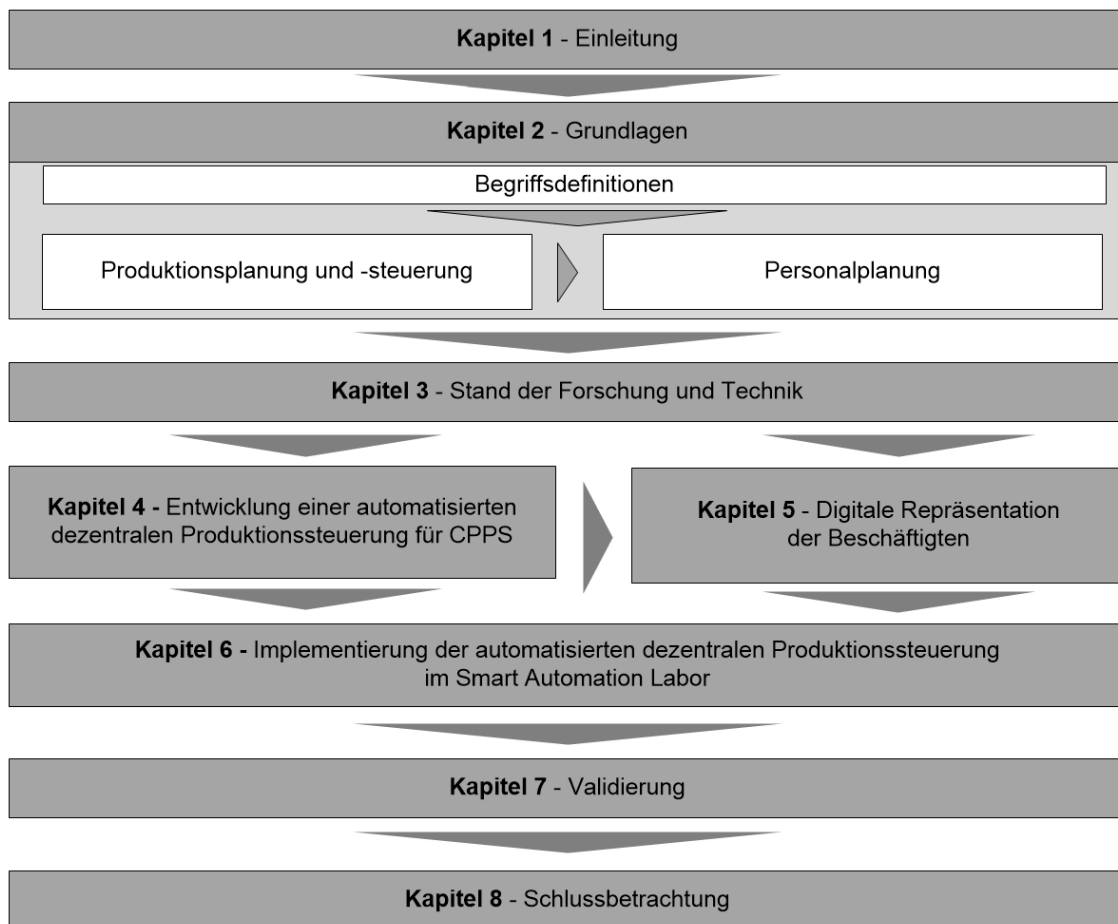 Kapitel 1 - Einleitung
Kapitel 2 - Grundlagen
Begriffsdefinitionen
Produktionsplanung und -steuerung
Personalplanung
Kapitel 3 - Stand der Forschung und Technik
Kapitel 4 - Entwicklung einer automatisierten
dezentralen Produktionssteuerung für CPPS
Kapitel 5 - Digitale Repräsentation
der Beschäftigten
Kapitel 6 - Implementierung der automatisierten dezentralen Produktionssteuerung
im Smart Automation Labor
Kapitel 7 - Validierung
Kapitel 8 - Schlussbetrachtung